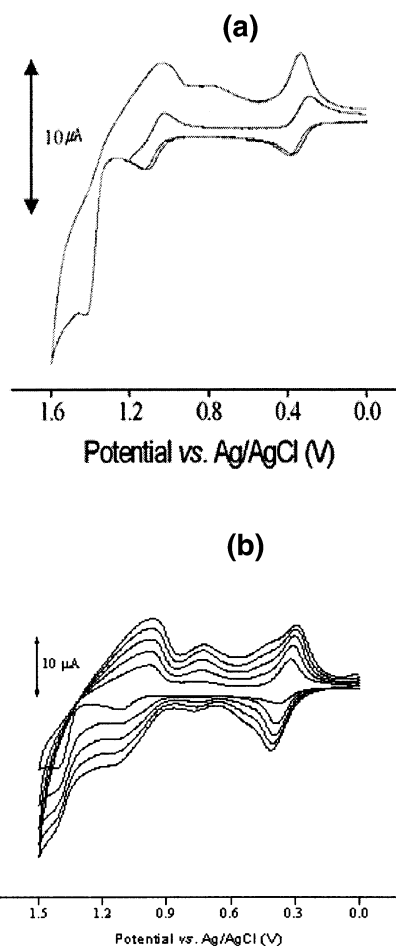 (a)
10 μA
1.6 1.2 0.8 0.4 0.0
Potential vs. Ag/AgCl (V)
(b)
10 μA
1.5 1.2 0.9 0.6 0.3 0.0
Potential vs. Ag/AgCl (V)